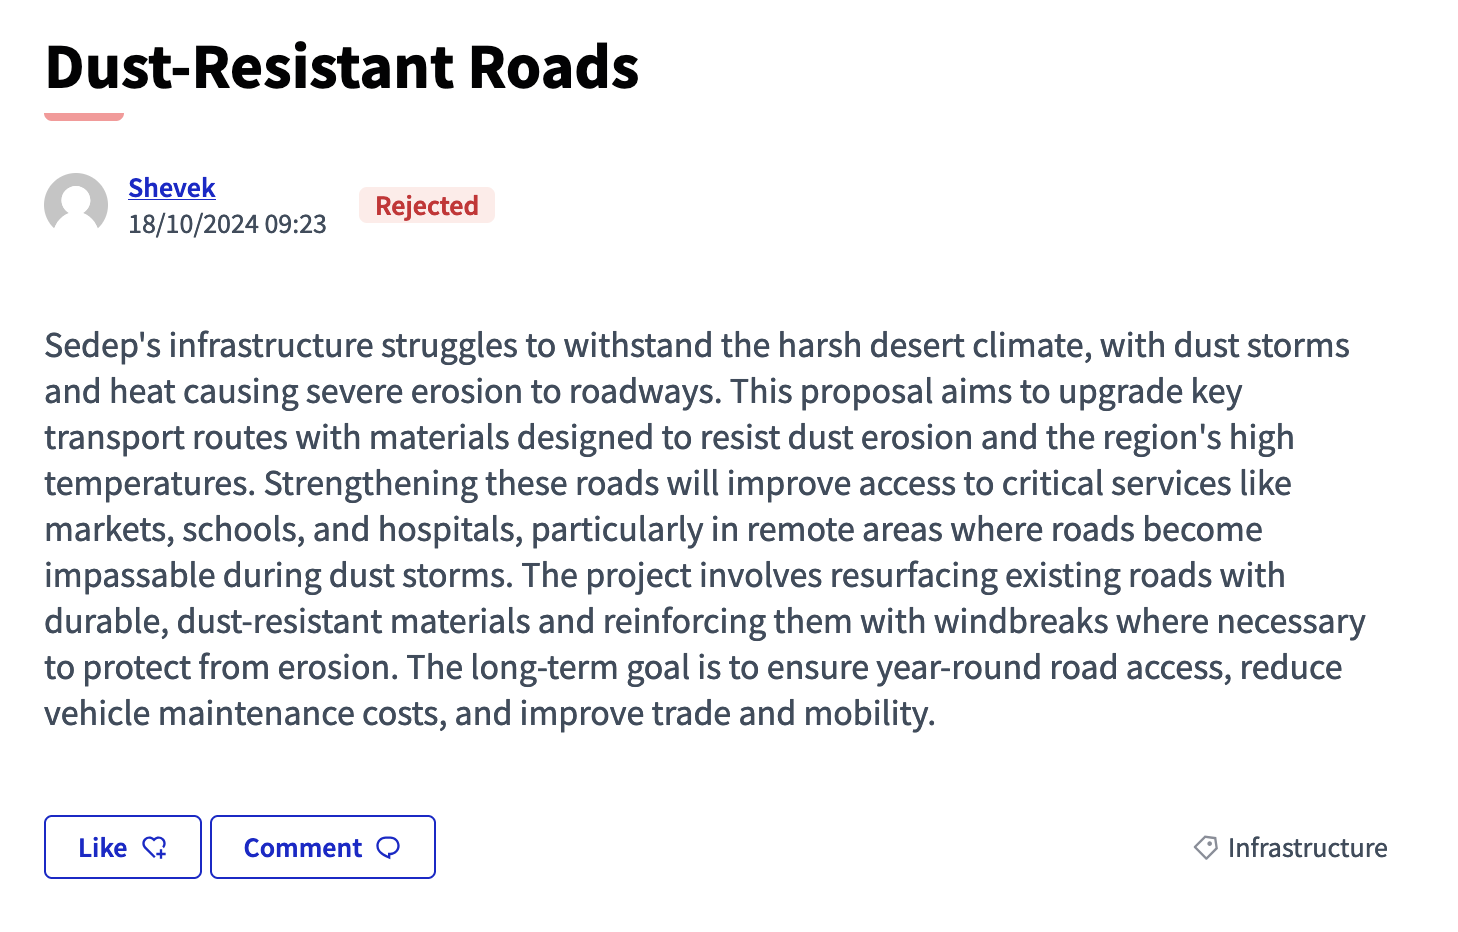 Dust-Resistant Roads
Shevek
18/10/2024 09:23
Rejected
Sedep's infrastructure struggles to withstand the harsh desert climate, with dust storms
and heat causing severe erosion to roadways. This proposal aims to upgrade key
transport routes with materials designed to resist dust erosion and the region's high
temperatures. Strengthening these roads will improve access to critical services like
markets, schools, and hospitals, particularly in remote areas where roads become
impassable during dust storms. The project involves resurfacing existing roads with
durable, dust-resistant materials and reinforcing them with windbreaks where necessary
to protect from erosion. The long-term goal is to ensure year-round road access, reduce
vehicle maintenance costs, and improve trade and mobility.
Like
Comment
Infrastructure